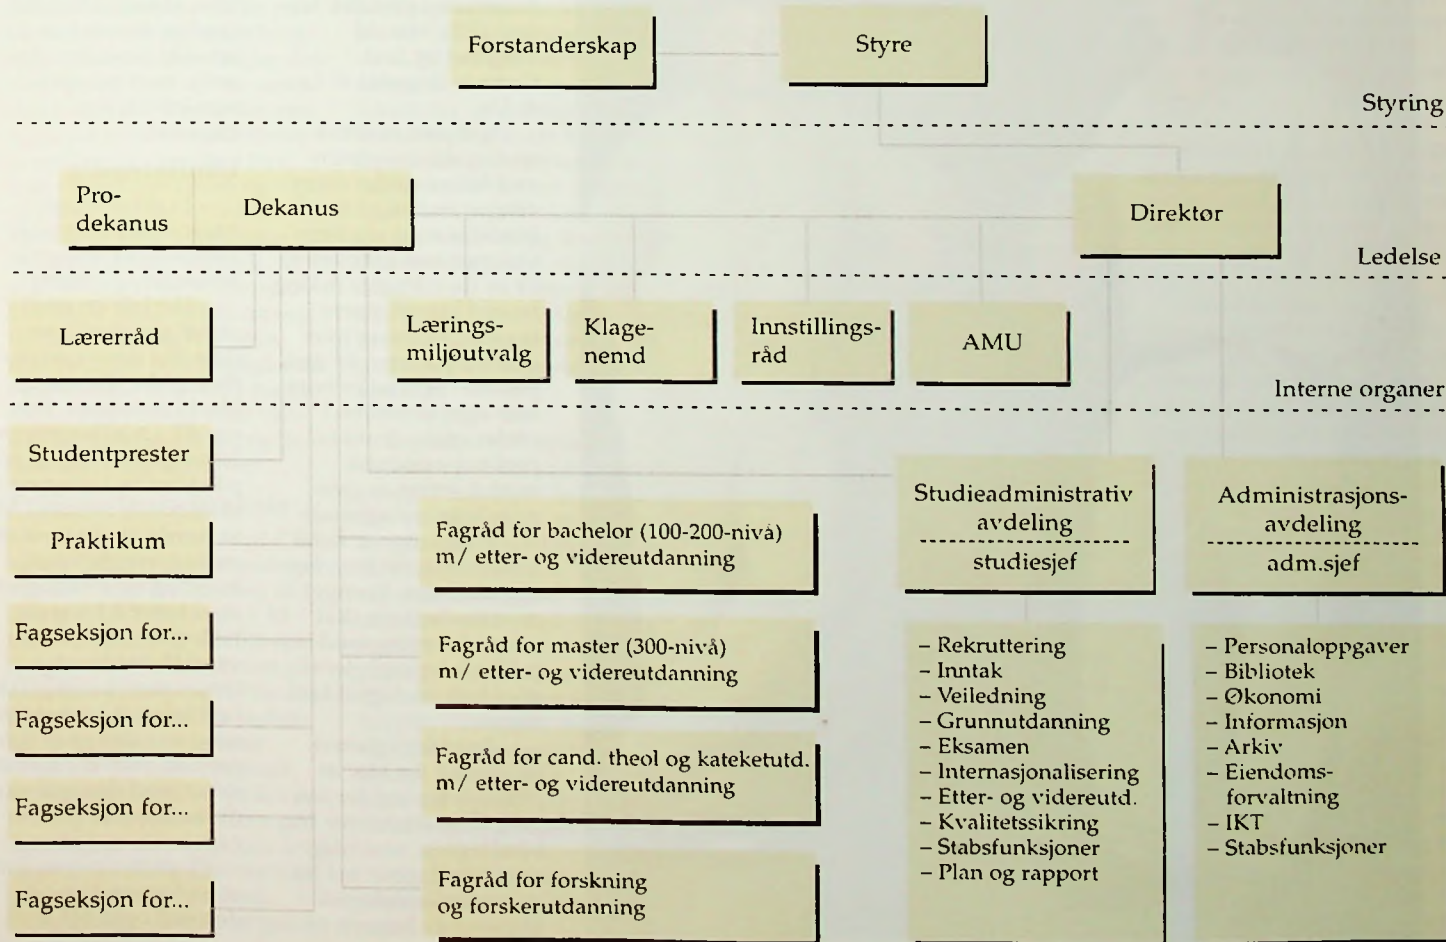 Forstanderskap
Styre
Styring
Pro-
dekanus
Dekanus
Direktør
Ledelse
Lærerråd
Lærings-
miljøutvalg
Klage-
nemd
Innstillings-
råd
AMU
Interne organer
Studentprester
Praktikum
Fagseksjon for...
Fagseksjon for...
Fagseksjon for...
Fagseksjon for...
Fagråd for bachelor (100-200-nivå)
m/ etter- og videreutdanning
Fagråd for master (300-nivå)
m/ etter- og videreutdanning
Fagråd for cand. theol og kateketutd.
m/ etter- og videreutdanning
Fagråd for forskning
og forskerutdanning
Studieadministrativ
avdeling
studiesjef
– Rekruttering
– Inntak
– Veiledning
– Grunnutdanning
– Eksamen
– Internasjonalisering
– Etter- og videreutd.
– Kvalitetssikring
– Stabsfunksjoner
– Plan og rapport
Administrasjons-
avdeling
adm.sjef
– Personaloppgaver
– Bibliotek
– Økonomi
– Informasjon
– Arkiv
– Eiendoms-
forvaltning
– IKT
– Stabsfunksjoner